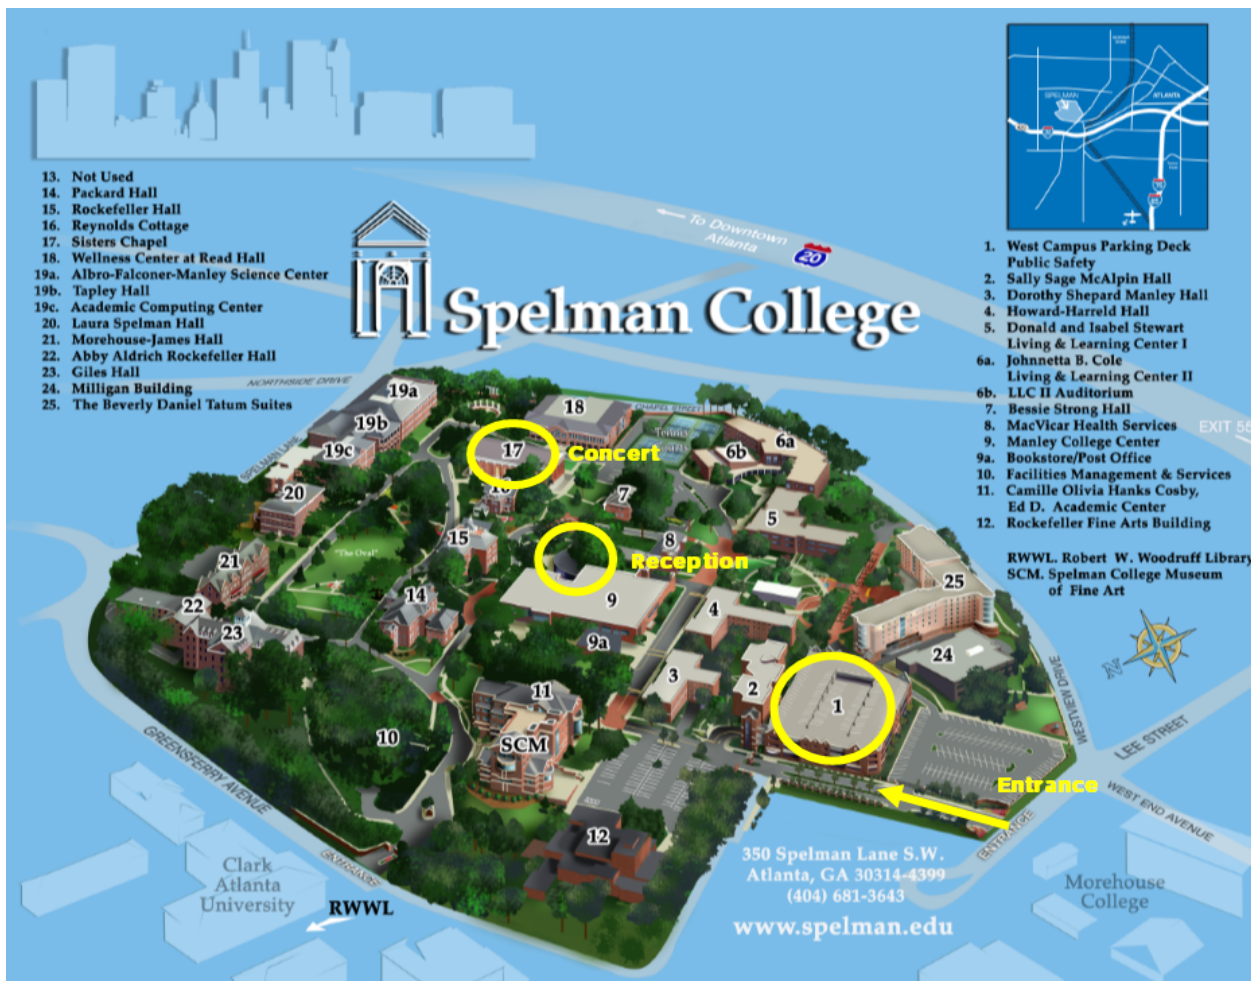 13. Not Used
14. Packard Hall
15. Rockefeller Hall
16. Reynolds Cottage
17. Sisters Chapel
18. Wellness Center at Read Hall
19a. Albro-Falconer-Manley Science Center
19b. Tapley Hall
19c. Academic Computing Center
20. Laura Spelman Hall
21. Morehouse-James Hall
22. Abby Aldrich Rockefeller Hall
23. Giles Hall
24. Milligan Building
25. The Beverly Daniel Tatum Suites
SPELMAN
ATLANTA
To Downtown
Atlanta
20
Spelman College
1. West Campus Parking Deck
Public Safety
2. Sally Sage McAlpin Hall
3. Dorothy Shepard Manley Hall
4. Howard-Harreld Hall
5. Donald and Isabel Stewart
Living & Learning Center I
6a. Johnnetta B. Cole
Living & Learning Center II
6b. LLC II Auditorium
7. Bessie Strong Hall
8. MacVicar Health Services
9. Manley College Center
9a. Bookstore/Post Office
10. Facilities Management & Services
11. Camille Olivia Hanks Cosby,
Ed D. Academic Center
12. Rockefeller Fine Arts Building
RWWL. Robert W. Woodruff Library
SCM. Spelman College Museum
of Fine Art
EXIT 55
NORTHSIDE DRIVE
SPELMAN LANE
CHAPEL STREET
19a
19b
19c
18
17
Concert
Tennis
6a
6b
16
7
20
5
15
8
"The Oval"
Reception
21
25
14
9
4
22
23
9a
24
3
2
11
1
SCM
10
12
Entrance
WESTVIEW DRIVE
LEE STREET
WEST END AVENUE
ENTRANCE
GREENSFERRY AVENUE
ENTRANCE
N
350 Spelman Lane S.W.
Atlanta, GA 30314-4399
(404) 681-3643
www.spelman.edu
Clark
Atlanta
University
RWWL
Morehouse
College